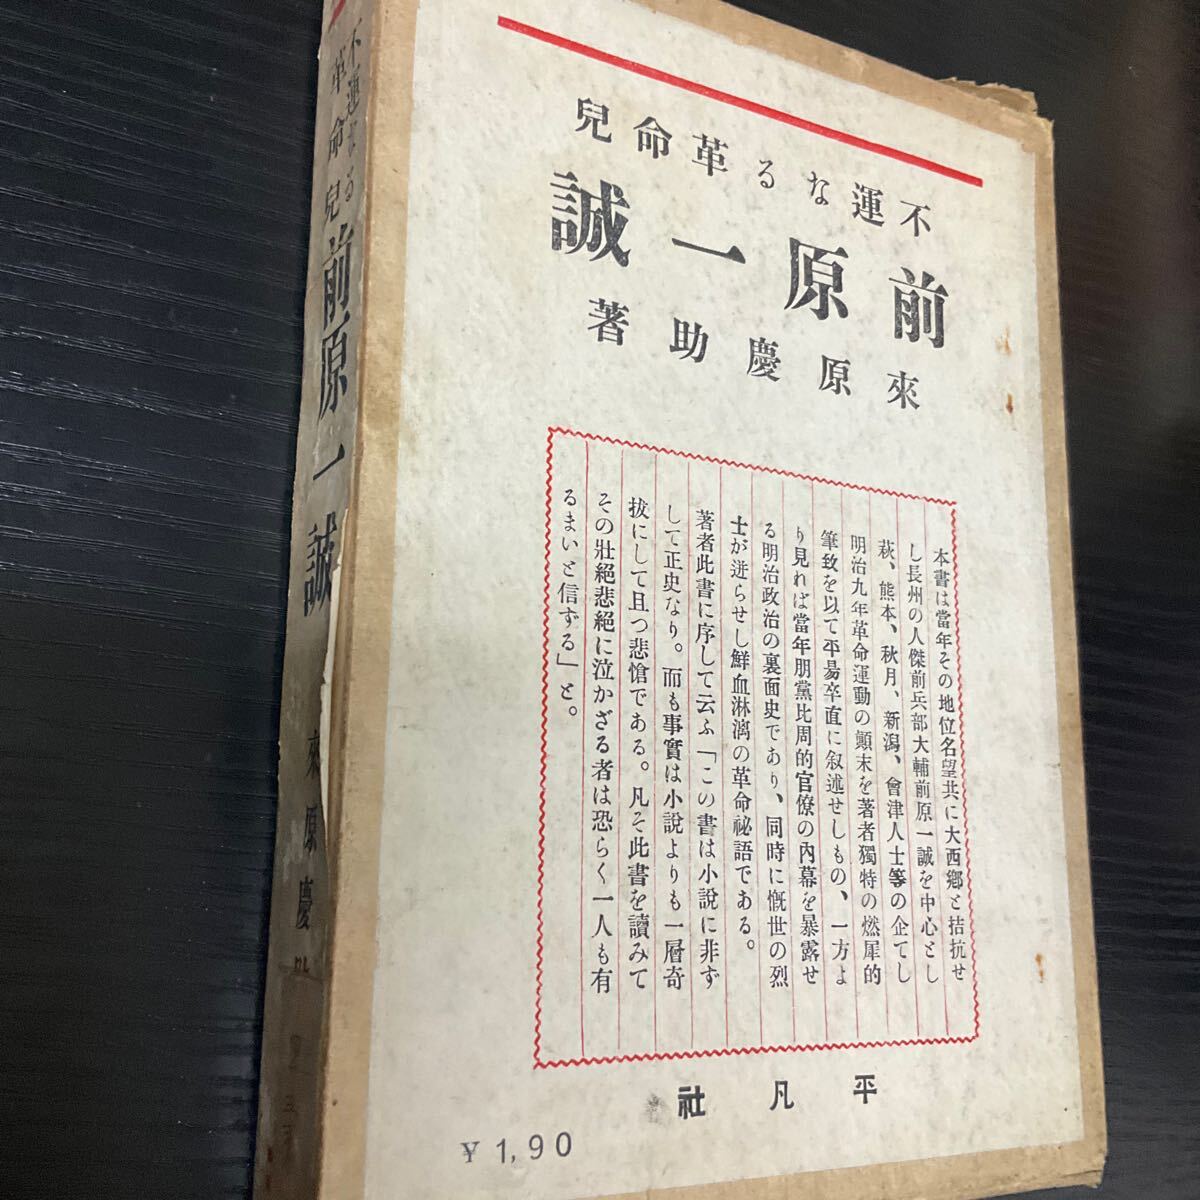 不運なる革命兒
前原一誠
來原慶助著
本書は當年その地位名望共に大西鄕と拮抗せ
し長州の人傑前兵部大輔前原一誠を中心とし
萩、熊本、秋月、新潟、會津人士等の企てし
明治九年革命運動の顚末を著者獨特の燃犀的
筆致を以て平易卒直に叙述せしもの、一方よ
り見れば當年朋黨比周的官僚の內幕を暴露せ
る明治政治の裏面史であり、同時に慨世の烈
士が迸らせし鮮血淋漓の革命祕語である。
著者此書に序して云ふ「この書は小說に非ず
して正史なり。而も事實は小說よりも一層奇
拔にして且つ悲愴である。凡そ此書を讀みて
その壯絕悲絕に泣かざる者は恐らく一人も有
るまいと信ずる」と。
平凡社
¥ 1,90
不運なる
革命兒
前原一誠
來原慶